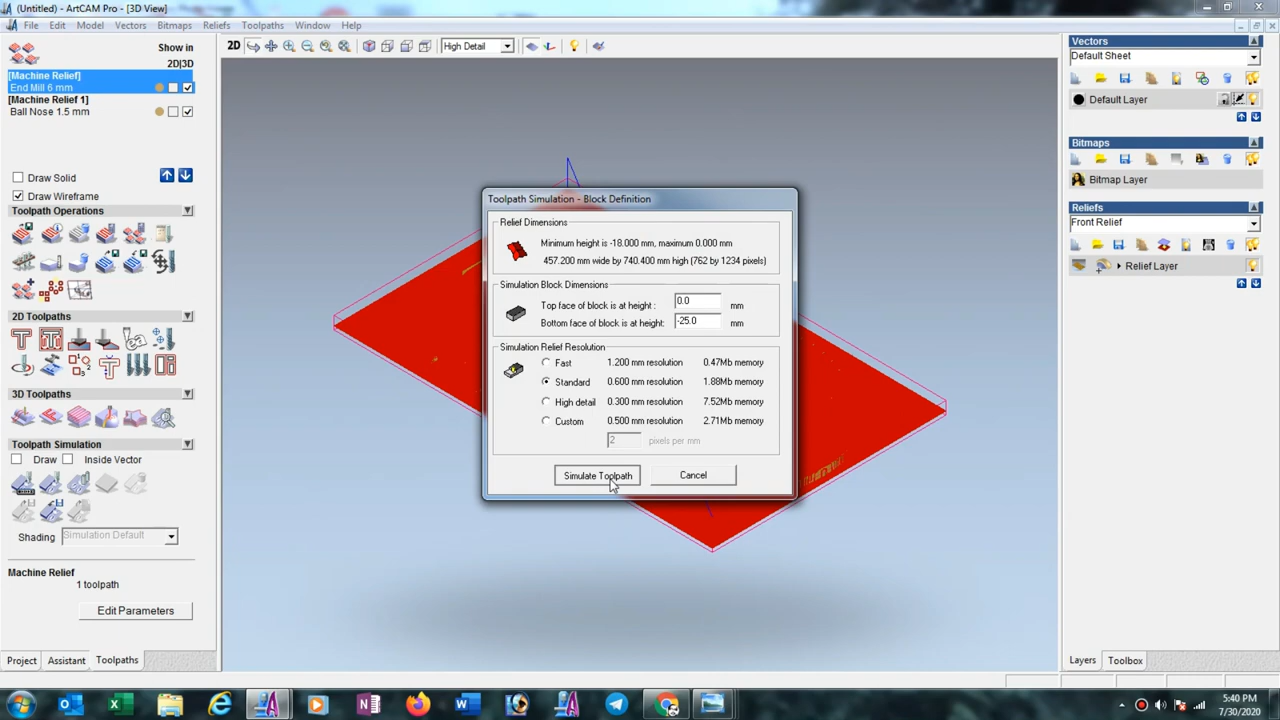 (Untitled) - ArtCAM Pro - [3D View]
File Edit Model Vectors Bitmaps Reliefs Toolpaths Window Help
Show in
2D|3D
[Machine Relief]
End Mill 6 mm
[Machine Relief 1]
Ball Nose 1.5 mm
Draw Solid
Draw Wireframe
Toolpath Operations
2D Toolpaths
3D Toolpaths
Toolpath Simulation
Draw Inside Vector
Shading Simulation Default
Machine Relief
1 toolpath
Edit Parameters
Project Assistant Toolpaths
2D High Detail
Toolpath Simulation - Block Definition
Relief Dimensions
Minimum height is -18.000 mm, maximum 0.000 mm
457.200 mm wide by 740.400 mm high (762 by 1234 pixels)
Simulation Block Dimensions
Top face of block is at height : 0.0 mm
Bottom face of block is at height: -25.0 mm
Simulation Relief Resolution
Fast 1.200 mm resolution 0.47Mb memory
Standard 0.600 mm resolution 1.88Mb memory
High detail 0.300 mm resolution 7.52Mb memory
Custom 0.500 mm resolution 2.71Mb memory
2 pixels per mm
Simulate Toolpath Cancel
Vectors
Default Sheet
Default Layer
Bitmaps
Bitmap Layer
Reliefs
Front Relief
Relief Layer
Layers Toolbox
5:40 PM
7/30/2020